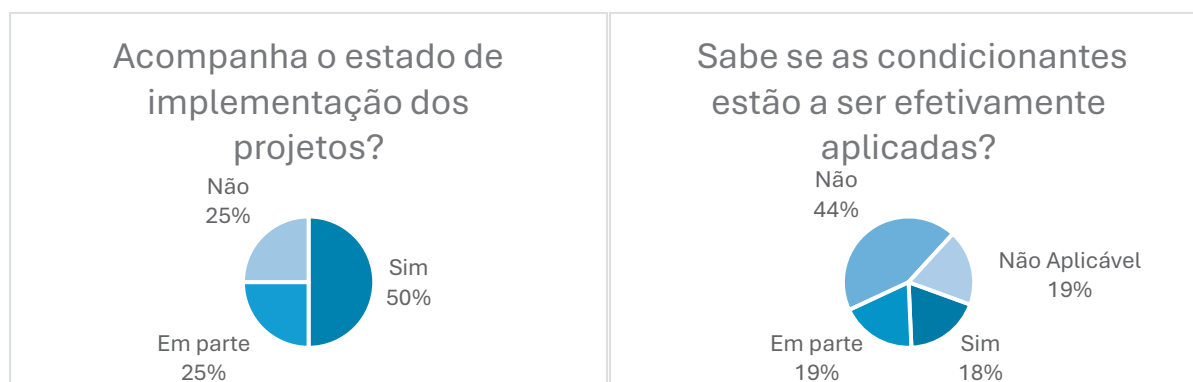 Acompanha o estado de
implementação dos
projetos?
Não
25%
Sim
50%
Em parte
25%
Sabe se as condicionantes
estão a ser efetivamente
aplicadas?
Não
44%
Não Aplicável
19%
Em parte
19%
Sim
18%